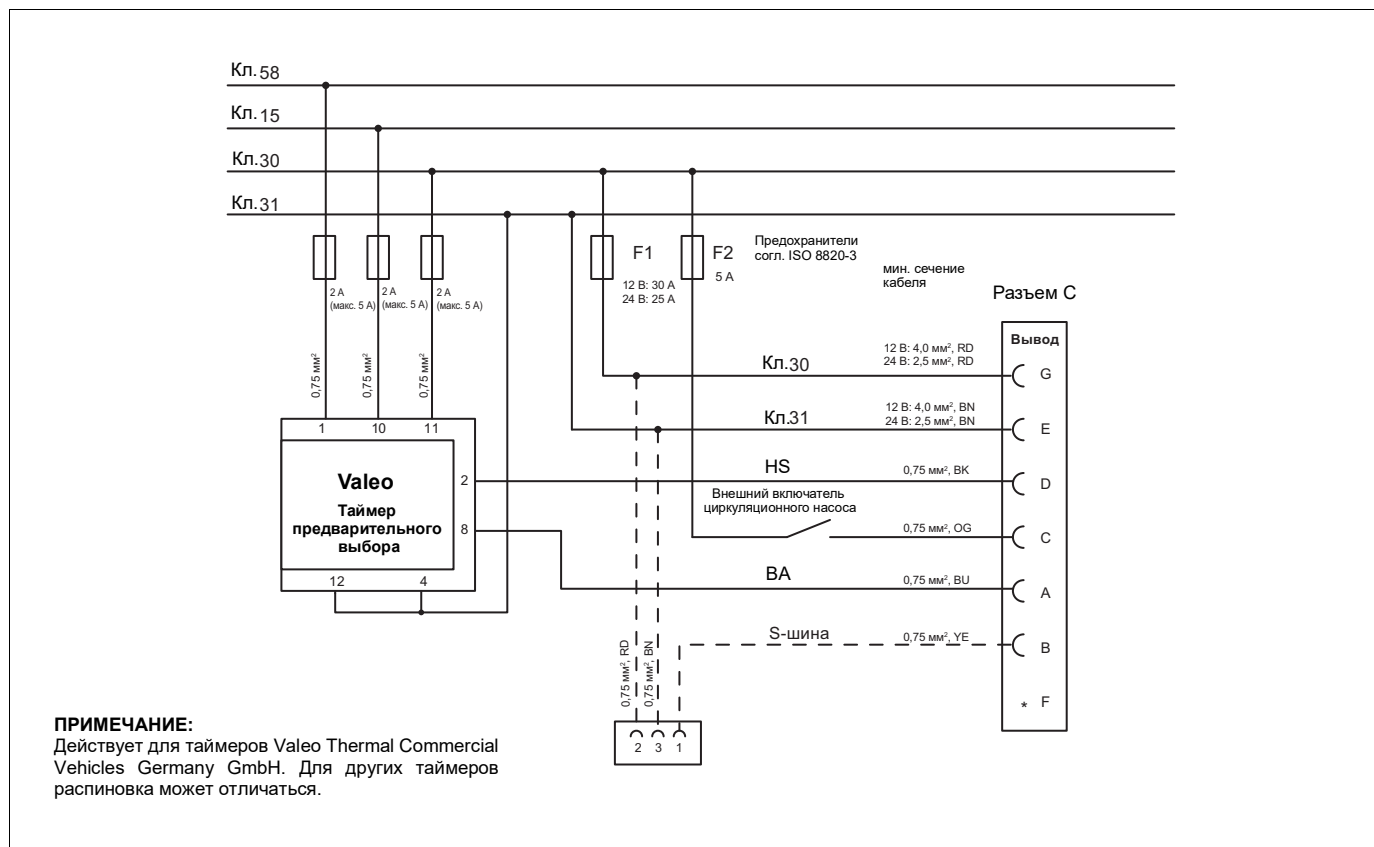 Кл.58
Кл.15
Кл.30
Кл.31
F1
12 В: 30 А
24 В: 25 А
F2
5 А
Предохранители
согл. ISO 8820-3
мин. сечение
кабеля
Разъем C
2 А
(макс. 5 А)
2 А
(макс. 5 А)
2 А
(макс. 5 А)
0,75 мм²
0,75 мм²
0,75 мм²
Вывод
Кл.30
12 В: 4,0 мм², RD
24 В: 2,5 мм², RD
G
Кл.31
12 В: 4,0 мм², BN
24 В: 2,5 мм², BN
E
1
10
11
Valeo
Таймер
предварительного
выбора
2
8
12
4
HS
0,75 мм², BK
D
Внешний включатель
циркуляционного насоса
0,75 мм², OG
C
BA
0,75 мм², BU
A
S-шина
0,75 мм², YE
B
* F
0,75 мм², RD
0,75 мм², BN
2 3 1
ПРИМЕЧАНИЕ:
Действует для таймеров Valeo Thermal Commercial
Vehicles Germany GmbH. Для других таймеров
распиновка может отличаться.